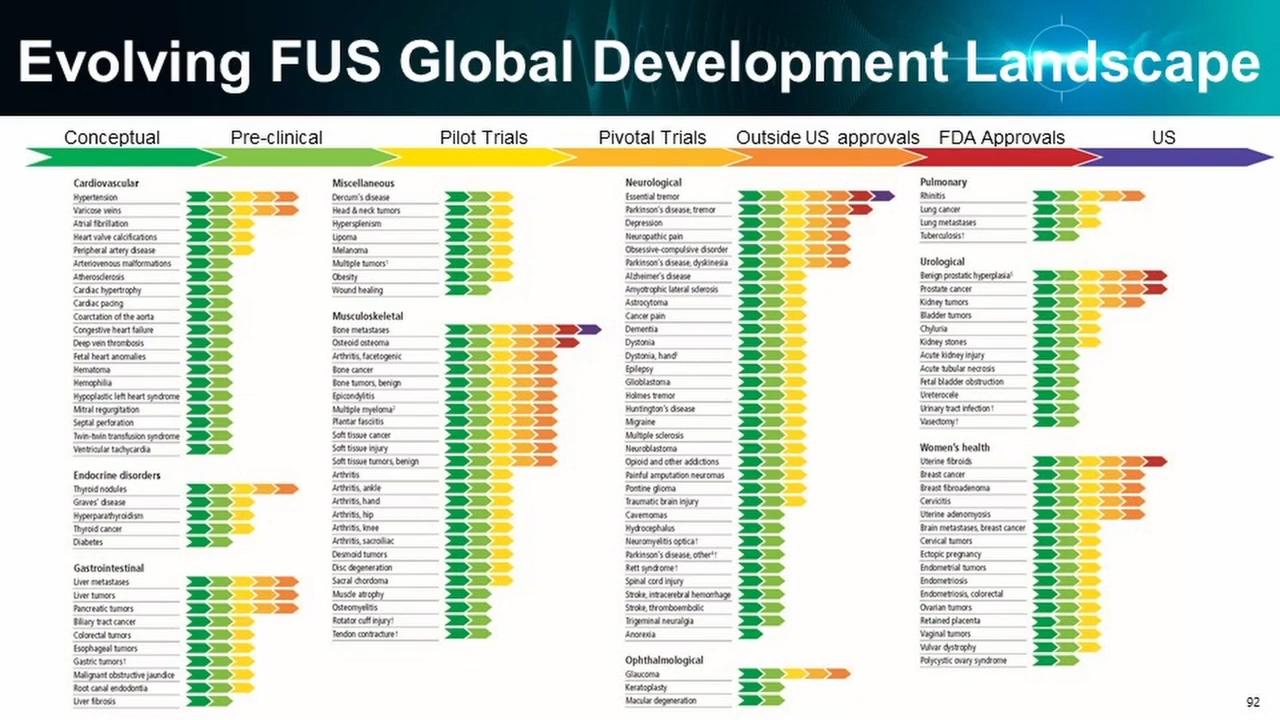 Evolving FUS Global Development Landscape
Conceptual Pre-clinical Pilot Trials Pivotal Trials Outside US approvals FDA Approvals US
Cardiovascular
Hypertension
Varicose veins
Atrial fibrillation
Heart valve calcifications
Peripheral artery disease
Arteriovenous malformations
Atherosclerosis
Cardiac hypertrophy
Cardiac pacing
Coarctation of the aorta
Congestive heart failure
Deep vein thrombosis
Fetal heart anomalies
Hematoma
Hemophilia
Hypoplastic left heart syndrome
Mitral regurgitation
Septal perforation
Twin-twin transfusion syndrome
Ventricular tachycardia
Endocrine disorders
Thyroid nodules
Graves' disease
Hyperparathyroidism
Thyroid cancer
Diabetes
Gastrointestinal
Liver metastases
Liver tumors
Pancreatic tumors
Biliary tract cancer
Colorectal tumors
Esophageal tumors
Gastric tumors†
Malignant obstructive jaundice
Root canal endodontia
Liver fibrosis
Miscellaneous
Dercum's disease
Head & neck tumors
Hypersplenism
Lipoma
Melanoma
Multiple tumors
Obesity
Wound healing
Musculoskeletal
Bone metastases
Osteoid osteoma
Arthritis, facetogenic
Bone cancer
Bone tumors, benign
Epicondylitis
Multiple myeloma
Plantar fasciitis
Soft tissue cancer
Soft tissue injury
Soft tissue tumors, benign
Arthritis
Arthritis, ankle
Arthritis, hand
Arthritis, hip
Arthritis, knee
Arthritis, sacroiliac
Desmoid tumors
Disc degeneration
Sacral chordoma
Muscle atrophy
Osteomyelitis
Rotator cuff injury†
Tendon contracture†
Neurological
Essential tremor
Parkinson's disease, tremor
Depression
Neuropathic pain
Obsessive-compulsive disorder
Parkinson's disease, dyskinesia
Alzheimer's disease
Amyotrophic lateral sclerosis
Astrocytoma
Cancer pain
Dementia
Dystonia
Dystonia, hand
Epilepsy
Glioblastoma
Holmes tremor
Huntington's disease
Migraine
Multiple sclerosis
Neuroblastoma
Opioid and other addictions
Painful amputation neuromas
Pontine glioma
Traumatic brain injury
Cavernomas
Hydrocephalus
Neuromyelitis optica†
Parkinson's disease, other
Rett syndrome†
Spinal cord injury
Stroke, intracerebral hemorrhage
Stroke, thromboembolic
Trigeminal neuralgia
Anorexia
Ophthalmological
Glaucoma
Keratoplasty
Macular degeneration
Pulmonary
Rhinitis
Lung cancer
Lung metastases
Tuberculosis†
Urological
Benign prostatic hyperplasia
Prostate cancer
Kidney tumors
Bladder tumors
Chyluria
Kidney stones
Acute kidney injury
Acute tubular necrosis
Fetal bladder obstruction
Ureterocele
Urinary tract infection†
Vasectomy†
Women's health
Uterine fibroids
Breast cancer
Breast fibroadenoma
Cervicitis
Uterine adenomyosis
Brain metastases, breast cancer
Cervical tumors
Ectopic pregnancy
Endometrial tumors
Endometriosis
Endometriosis, colorectal
Ovarian tumors
Retained placenta
Vaginal tumors
Vulvar dystrophy
Polycystic ovary syndrome
92